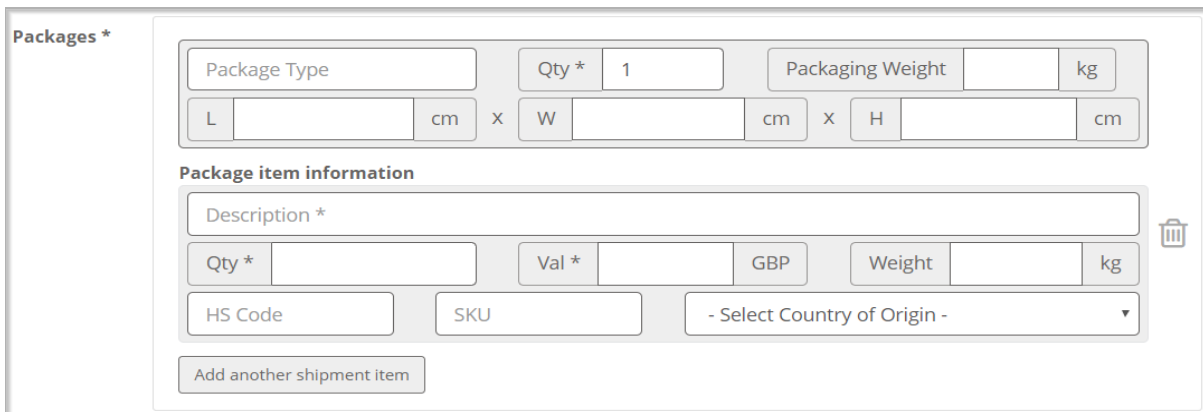 Packages *
Package Type Qty * 1 Packaging Weight kg
L cm x W cm x H cm
Package item information
Description *
Qty * Val * GBP Weight kg
HS Code SKU - Select Country of Origin -
Add another shipment item